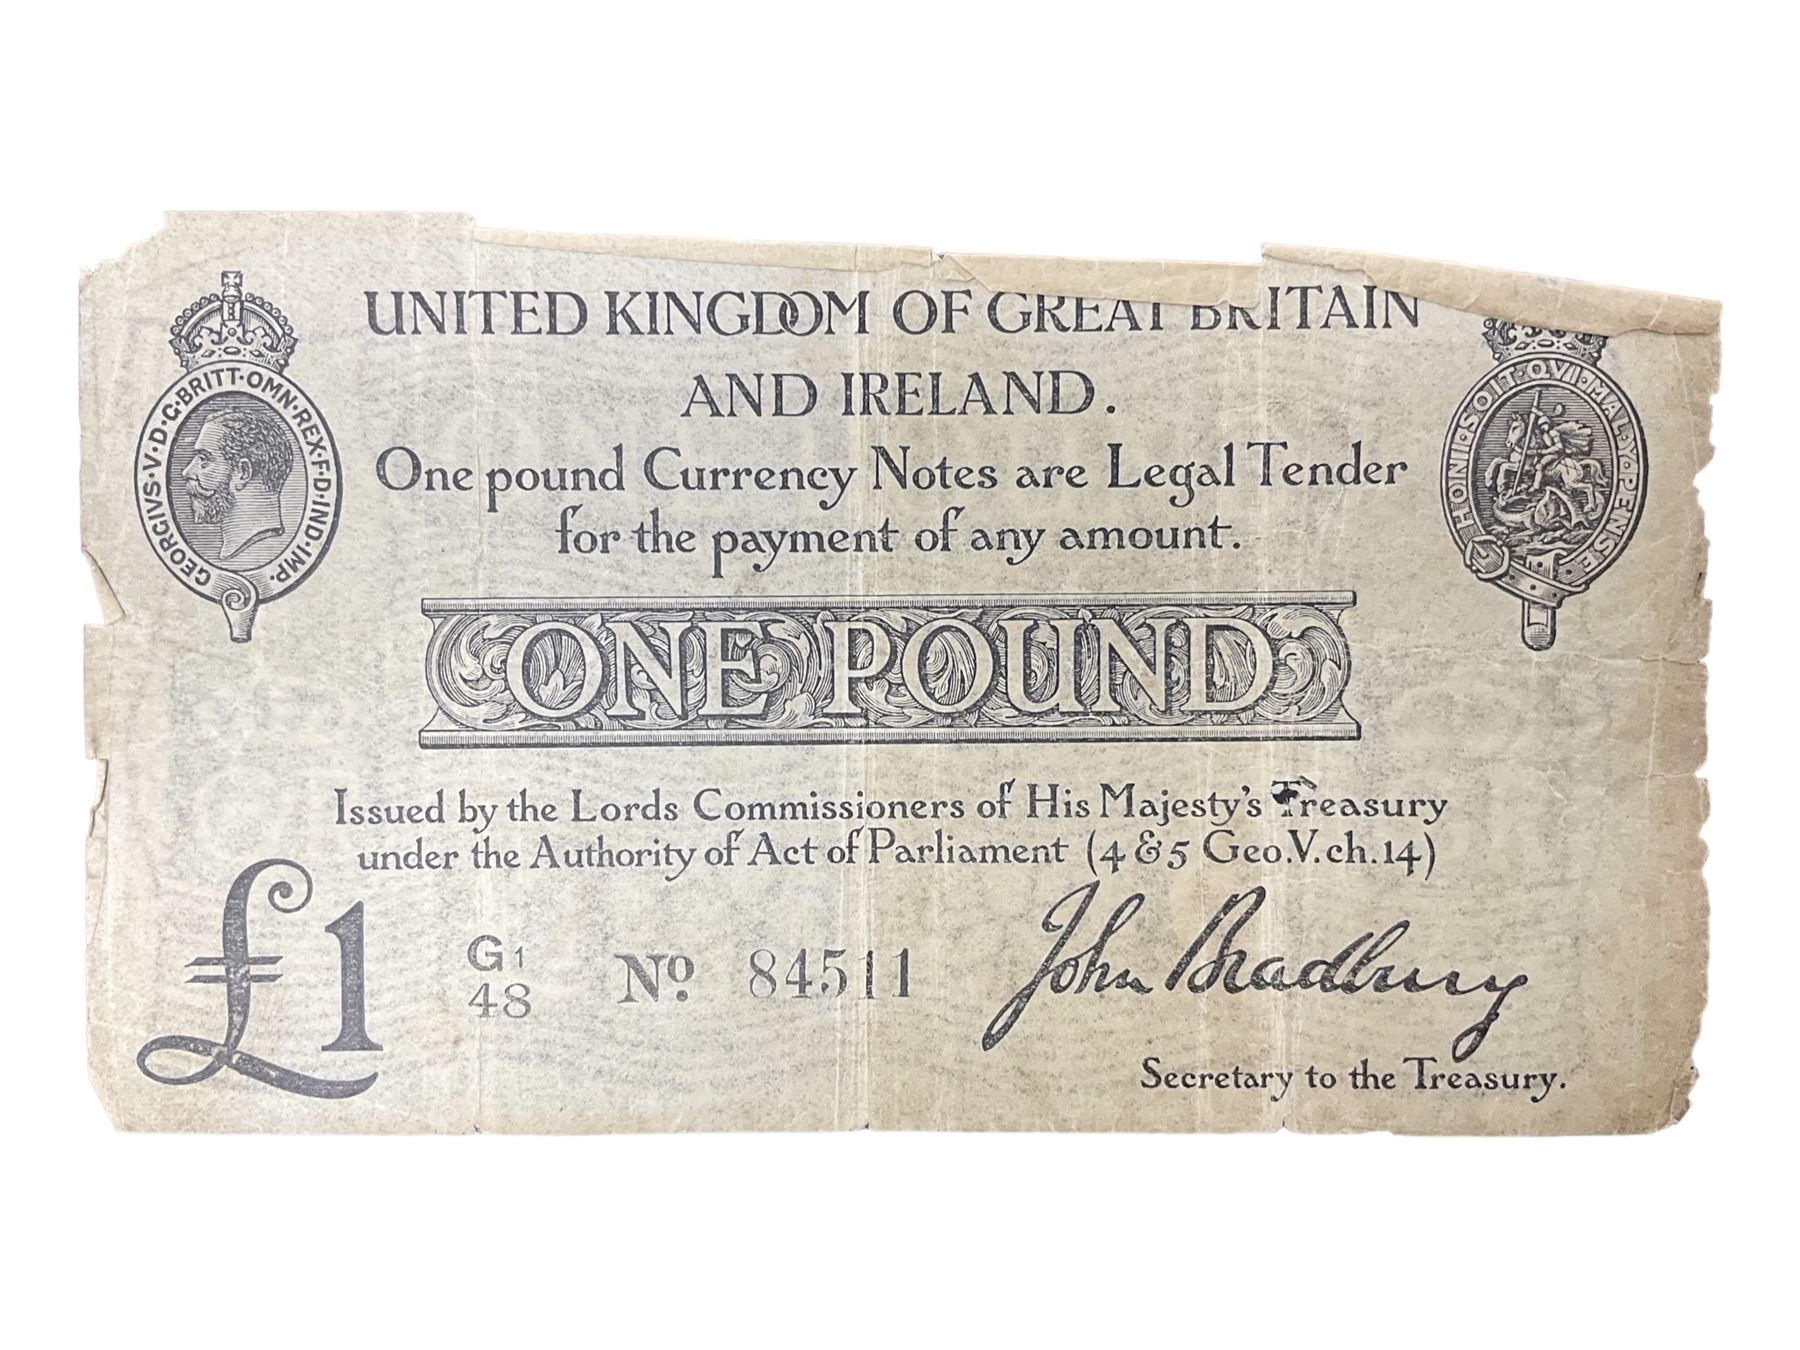 UNITED KINGDOM OF GREAT BRITAIN
AND IRELAND.
GEORGIVS·V·D·G·BRITT·OMN·REX·F·D·IND·IMP.
HONI·SOIT·QVI·MAL·Y·PENSE
One pound Currency Notes are Legal Tender
for the payment of any amount.
ONE POUND
Issued by the Lords Commissioners of His Majesty's Treasury
under the Authority of Act of Parliament (4 & 5 Geo.V. ch.14)
£1
G 1
48
No. 84511
John Bradbury
Secretary to the Treasury.